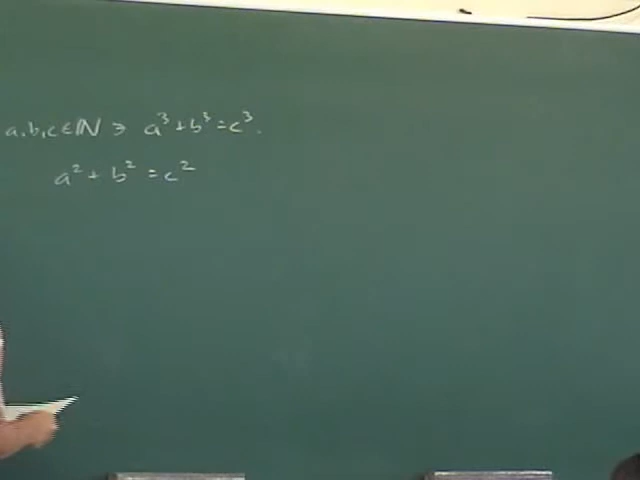 a,b,c ∈ ℕ ∋ a³ + b³ = c³.
a² + b² = c²